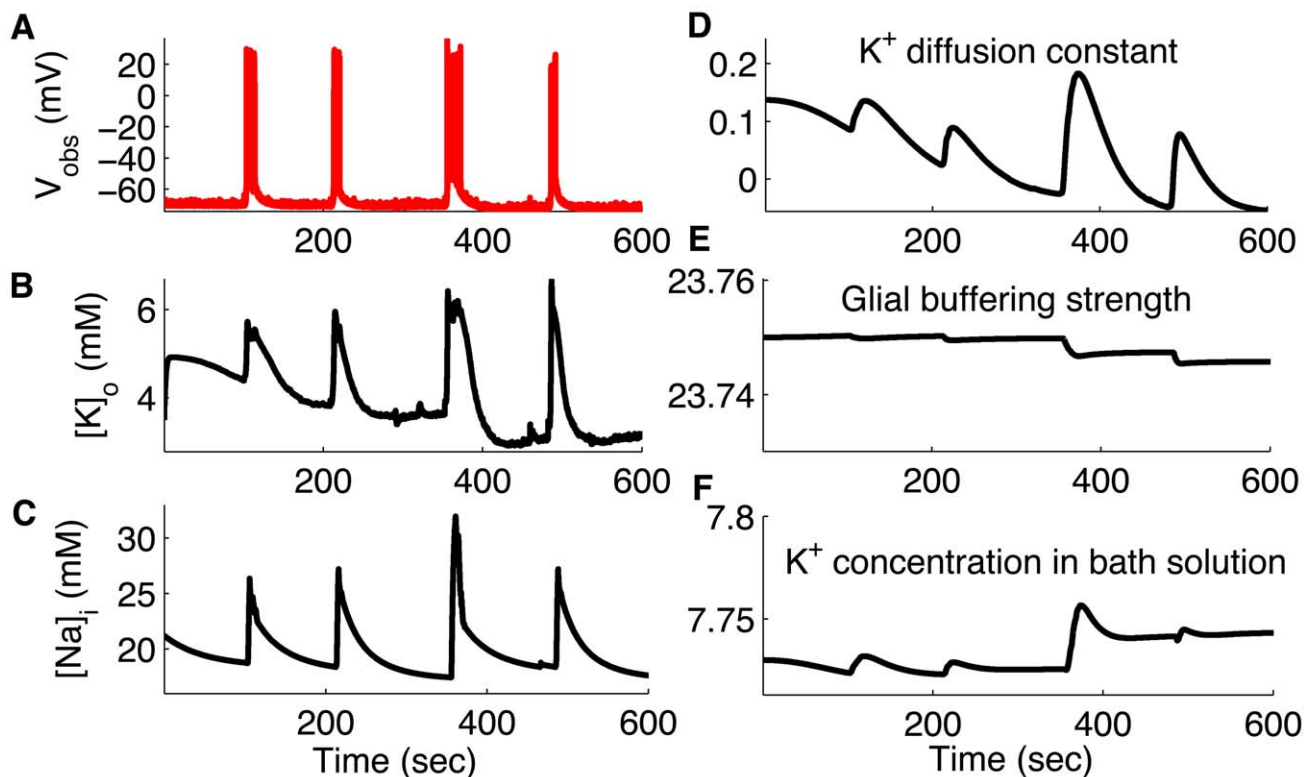 A
V_obs (mV)
20
0
−20
−40
−60
200
400
600
B
[K]_o (mM)
6
4
200
400
600
C
[Na]_i (mM)
30
25
20
200
400
600
Time (sec)
D
K⁺ diffusion constant
0.2
0.1
0
200
400
600
E
23.76
Glial buffering strength
23.74
200
400
600
F
7.8
K⁺ concentration in bath solution
7.75
200
400
600
Time (sec)